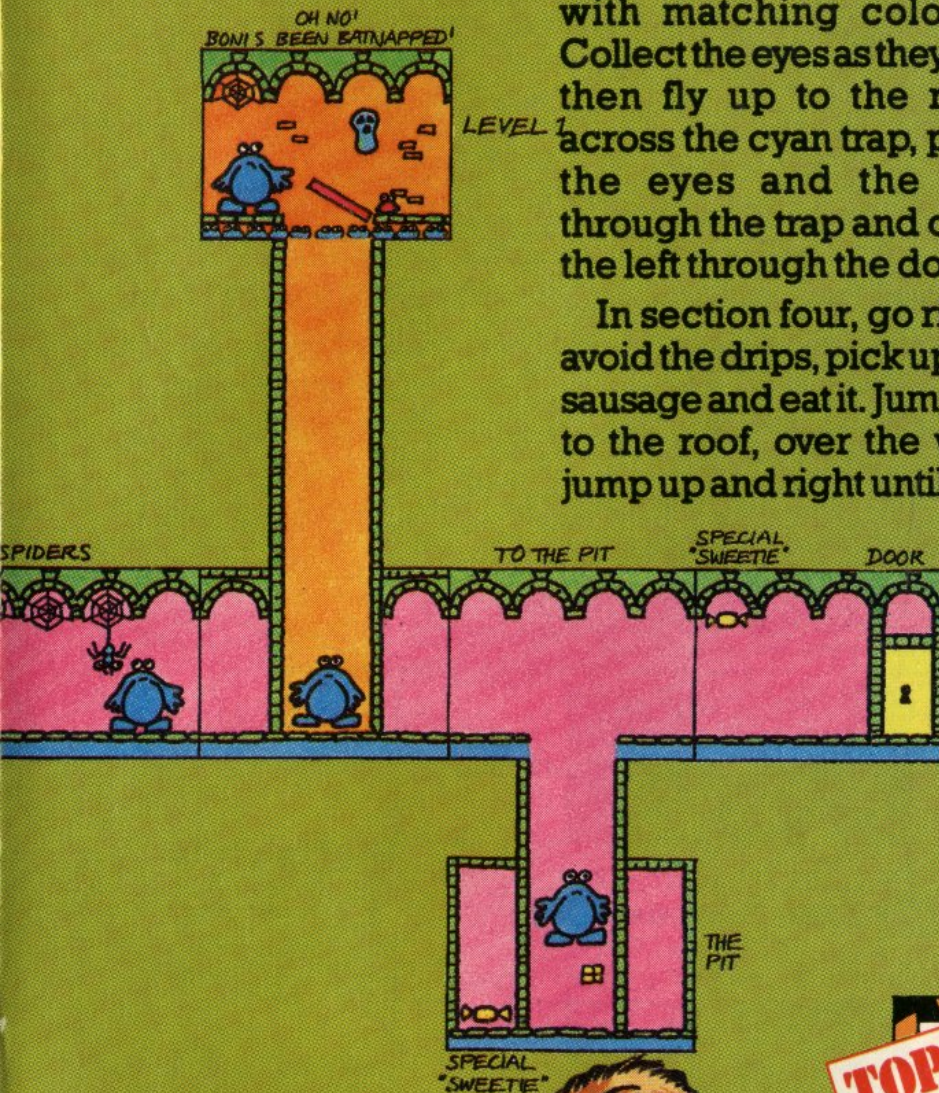 OH NO!
BONI'S BEEN BATNAPPED!
LEVEL 1
with matching colo
Collect the eyes as they
then fly up to the
across the cyan trap, p
the eyes and the
through the trap and
the left through the do
In section four, go
avoid the drips, pick up
sausage and eat it. Jum
to the roof, over the
jump up and right until
SPIDERS
TO THE PIT
SPECIAL
"SWEETIE"
DOOR
THE
PIT
SPECIAL
"SWEETIE"
TOP